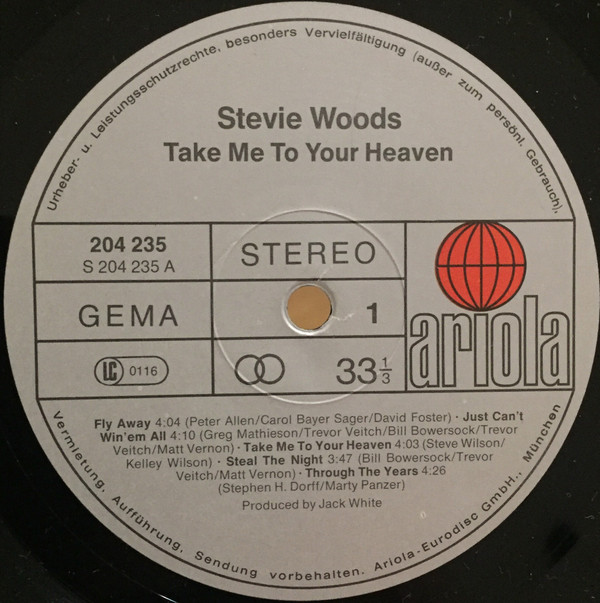 Urheber- u. Leistungsschutzrechte, besonders Vervielfältigung (außer zum persönl. Gebrauch),
Stevie Woods
Take Me To Your Heaven
204 235
S 204 235 A
STEREO
GEMA
1
LC 0116
33 1/3
ariola
Fly Away 4:04 (Peter Allen/Carol Bayer Sager/David Foster) · Just Can't
Win'em All 4:10 (Greg Mathieson/Trevor Veitch/Bill Bowersock/Trevor
Veitch/Matt Vernon) · Take Me To Your Heaven 4:03 (Steve Wilson/
Kelley Wilson) · Steal The Night 3:47 (Bill Bowersock/Trevor
Veitch/Matt Vernon) · Through The Years 4:26
(Stephen H. Dorff/Marty Panzer)
Produced by Jack White
Vermietung, Aufführung, Sendung vorbehalten. Ariola-Eurodisc GmbH., München